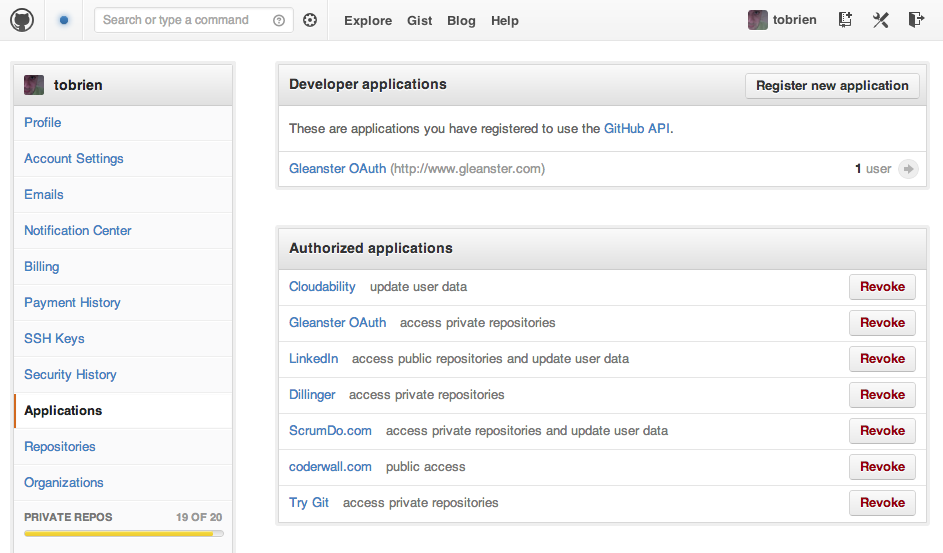 Search or type a command
Explore Gist Blog Help
tobrien
tobrien
Profile
Account Settings
Emails
Notification Center
Billing
Payment History
SSH Keys
Security History
Applications
Repositories
Organizations
PRIVATE REPOS 19 OF 20
Developer applications
Register new application
These are applications you have registered to use the GitHub API.
Gleanster OAuth (http://www.gleanster.com) 1 user
Authorized applications
Cloudability update user data Revoke
Gleanster OAuth access private repositories Revoke
LinkedIn access public repositories and update user data Revoke
Dillinger access private repositories Revoke
ScrumDo.com access private repositories and update user data Revoke
coderwall.com public access Revoke
Try Git access private repositories Revoke